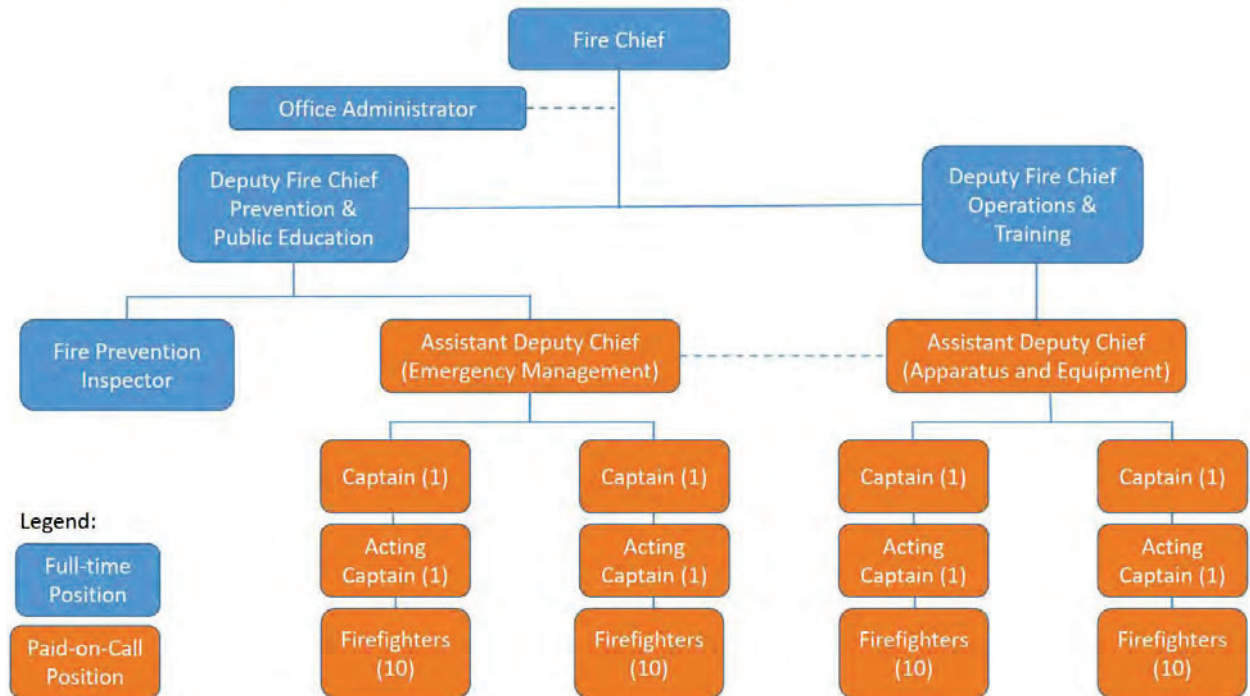 Fire Chief
Office Administrator
Deputy Fire Chief
Prevention &
Public Education
Deputy Fire Chief
Operations &
Training
Fire Prevention
Inspector
Assistant Deputy Chief
(Emergency Management)
Assistant Deputy Chief
(Apparatus and Equipment)
Captain (1)
Captain (1)
Captain (1)
Captain (1)
Acting
Captain (1)
Acting
Captain (1)
Acting
Captain (1)
Acting
Captain (1)
Firefighters
(10)
Firefighters
(10)
Firefighters
(10)
Firefighters
(10)
Legend:
Full-time
Position
Paid-on-Call
Position